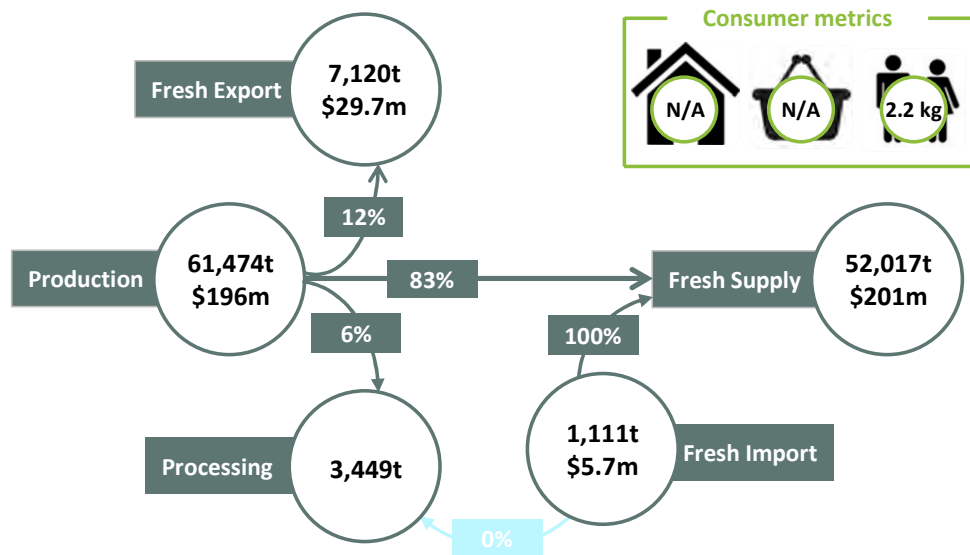 Consumer metrics
N/A
N/A
2.2 kg
Fresh Export
7,120t
$29.7m
12%
Production
61,474t
$196m
83%
Fresh Supply
52,017t
$201m
6%
100%
Processing
3,449t
1,111t
$5.7m
Fresh Import
0%